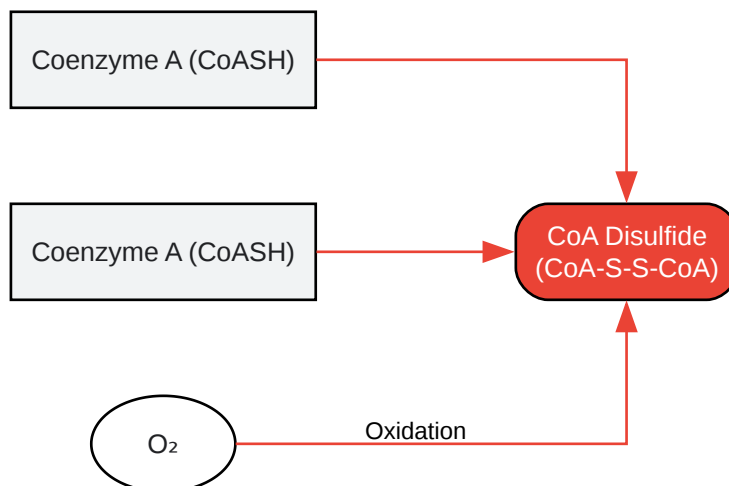 Coenzyme A (CoASH)
Coenzyme A (CoASH)
CoA Disulfide
(CoA-S-S-CoA)
Oxidation
O₂